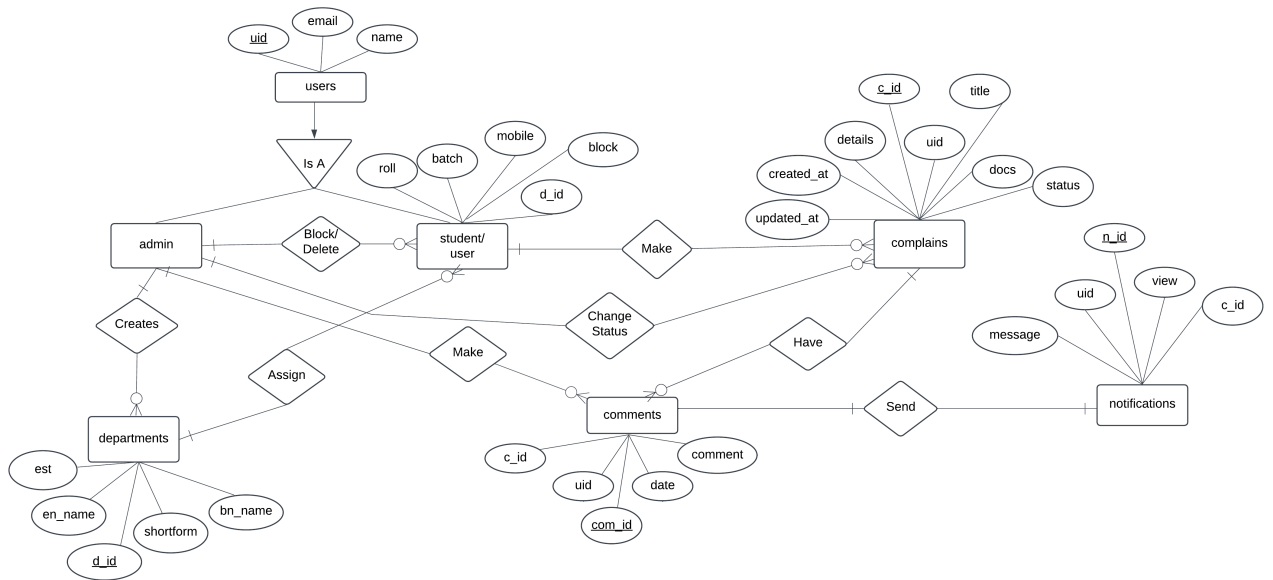 email
uid
name
users
Is A
mobile
batch
block
roll
d_id
c_id
title
details
uid
docs
created_at
status
updated_at
admin
Block/
Delete
student/
user
Make
complains
n_id
view
uid
c_id
message
Creates
Change
Status
Make
Have
Assign
departments
comments
Send
notifications
est
en_name
bn_name
shortform
d_id
c_id
comment
uid
date
com_id